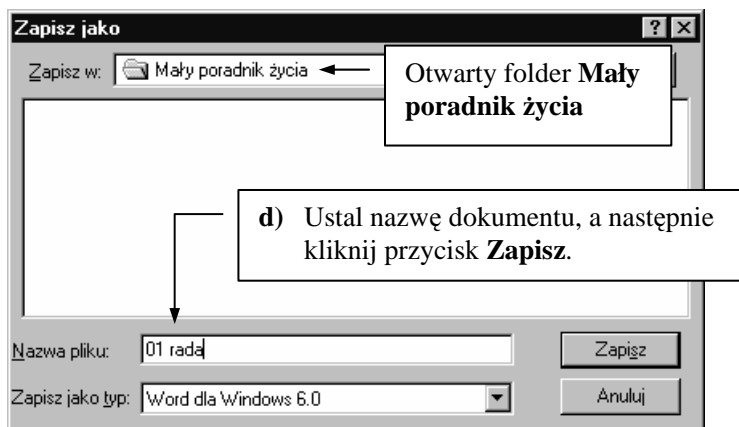 Zapisz jako
Zapisz w: Mały poradnik życia
Otwarty folder Mały
poradnik życia
d) Ustal nazwę dokumentu, a następnie
kliknij przycisk Zapisz.
Nazwa pliku: 01 rada Zapisz
Zapisz jako typ: Word dla Windows 6.0 Anuluj